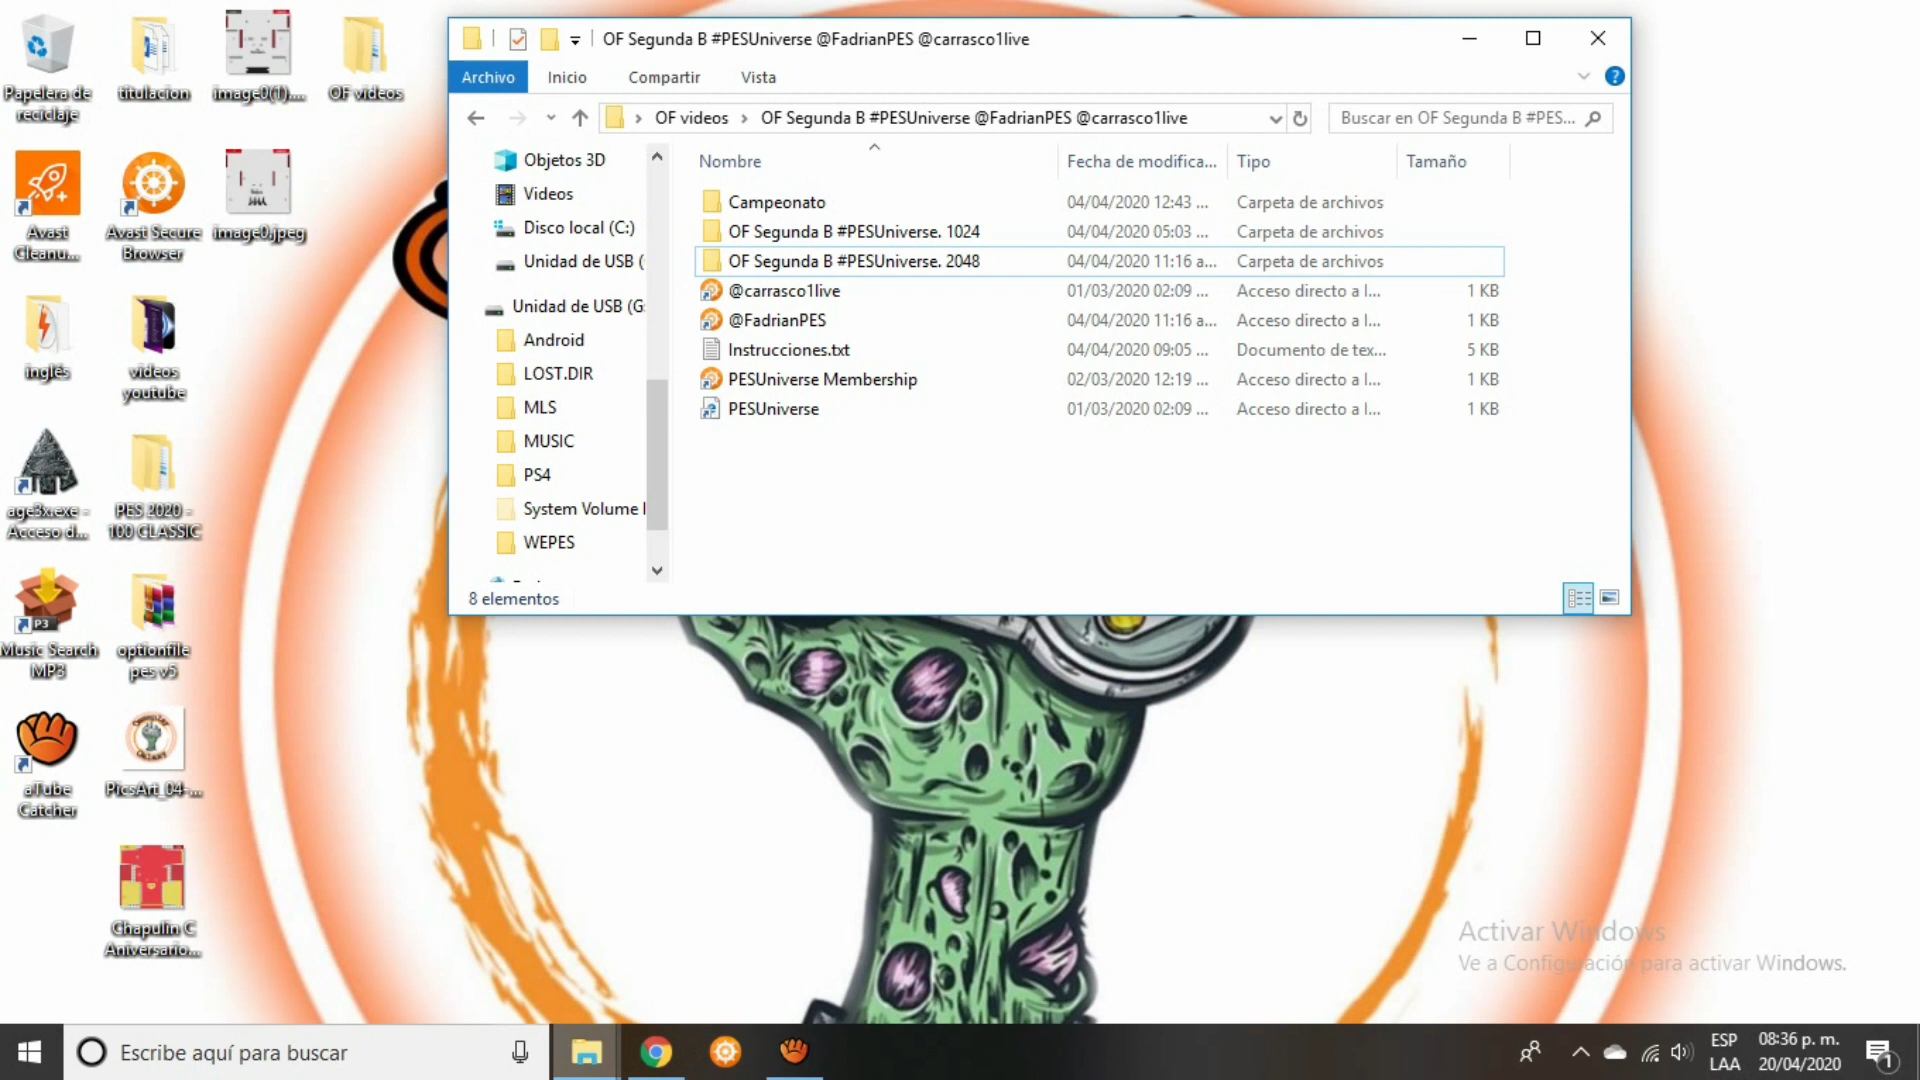 OF Segunda B #PESUniverse @FadrianPES @carrasco1live
Archivo
Inicio
Compartir
Vista
OF videos
OF Segunda B #PESUniverse @FadrianPES @carrasco1live
Buscar en OF Segunda B #PES...
Objetos 3D
Videos
Disco local (C:)
Unidad de USB (
Unidad de USB (G:
Android
LOST.DIR
MLS
MUSIC
PS4
System Volume I
WEPES
Nombre
Fecha de modifica...
Tipo
Tamaño
Campeonato
04/04/2020 12:43 ...
Carpeta de archivos
OF Segunda B #PESUniverse. 1024
04/04/2020 05:03 ...
Carpeta de archivos
OF Segunda B #PESUniverse. 2048
04/04/2020 11:16 a...
Carpeta de archivos
@carrasco1live
01/03/2020 02:09 ...
Acceso directo a I...
1 KB
@FadrianPES
04/04/2020 11:16 a...
Acceso directo a I...
1 KB
Instrucciones.txt
04/04/2020 09:05 ...
Documento de tex...
5 KB
PESUniverse Membership
02/03/2020 12:19 ...
Acceso directo a I...
1 KB
PESUniverse
01/03/2020 02:09 ...
Acceso directo a I...
1 KB
8 elementos
Papelera de
reciclaje
titulacion
image0(1)....
OF videos
Avast
Cleanu...
Avast Secure
Browser
image0.jpeg
inglés
videos
youtube
age3x.exe -
Acceso d...
PES 2020 -
100 CLASSIC
P3
Music Search
MP3
optionfile
pes v5
aTube
Catcher
PicsArt_04-...
Chapulin C
Aniversario...
Activar Windows
Ve a Configuración para activar Windows.
Escribe aquí para buscar
ESP
LAA
08:36 p. m.
20/04/2020
1